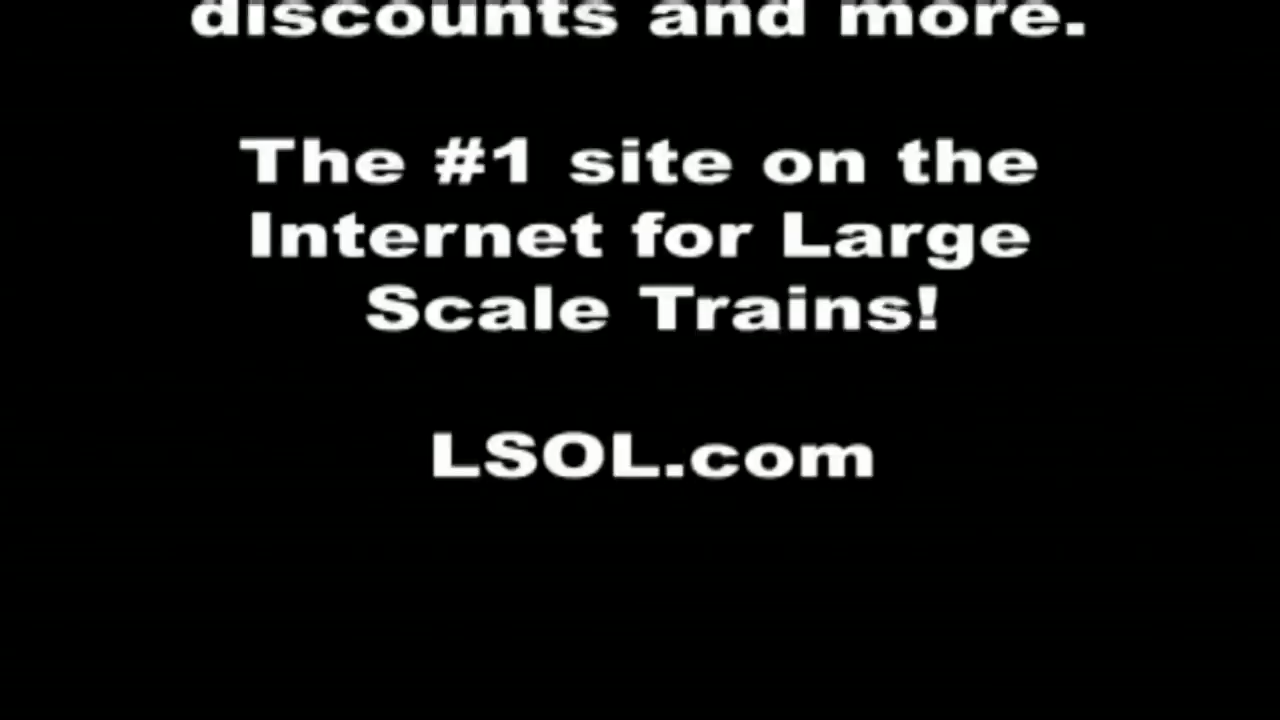 discounts and more.
The #1 site on the
Internet for Large
Scale Trains!
LSOL.com